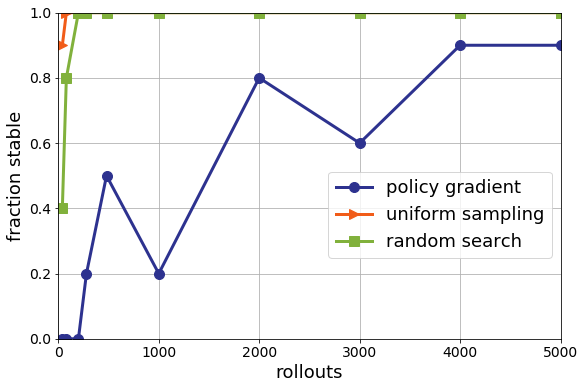 1.0
0.8
0.6
0.4
0.2
0.0
fraction stable
policy gradient
uniform sampling
random search
0 1000 2000 3000 4000 5000
rollouts